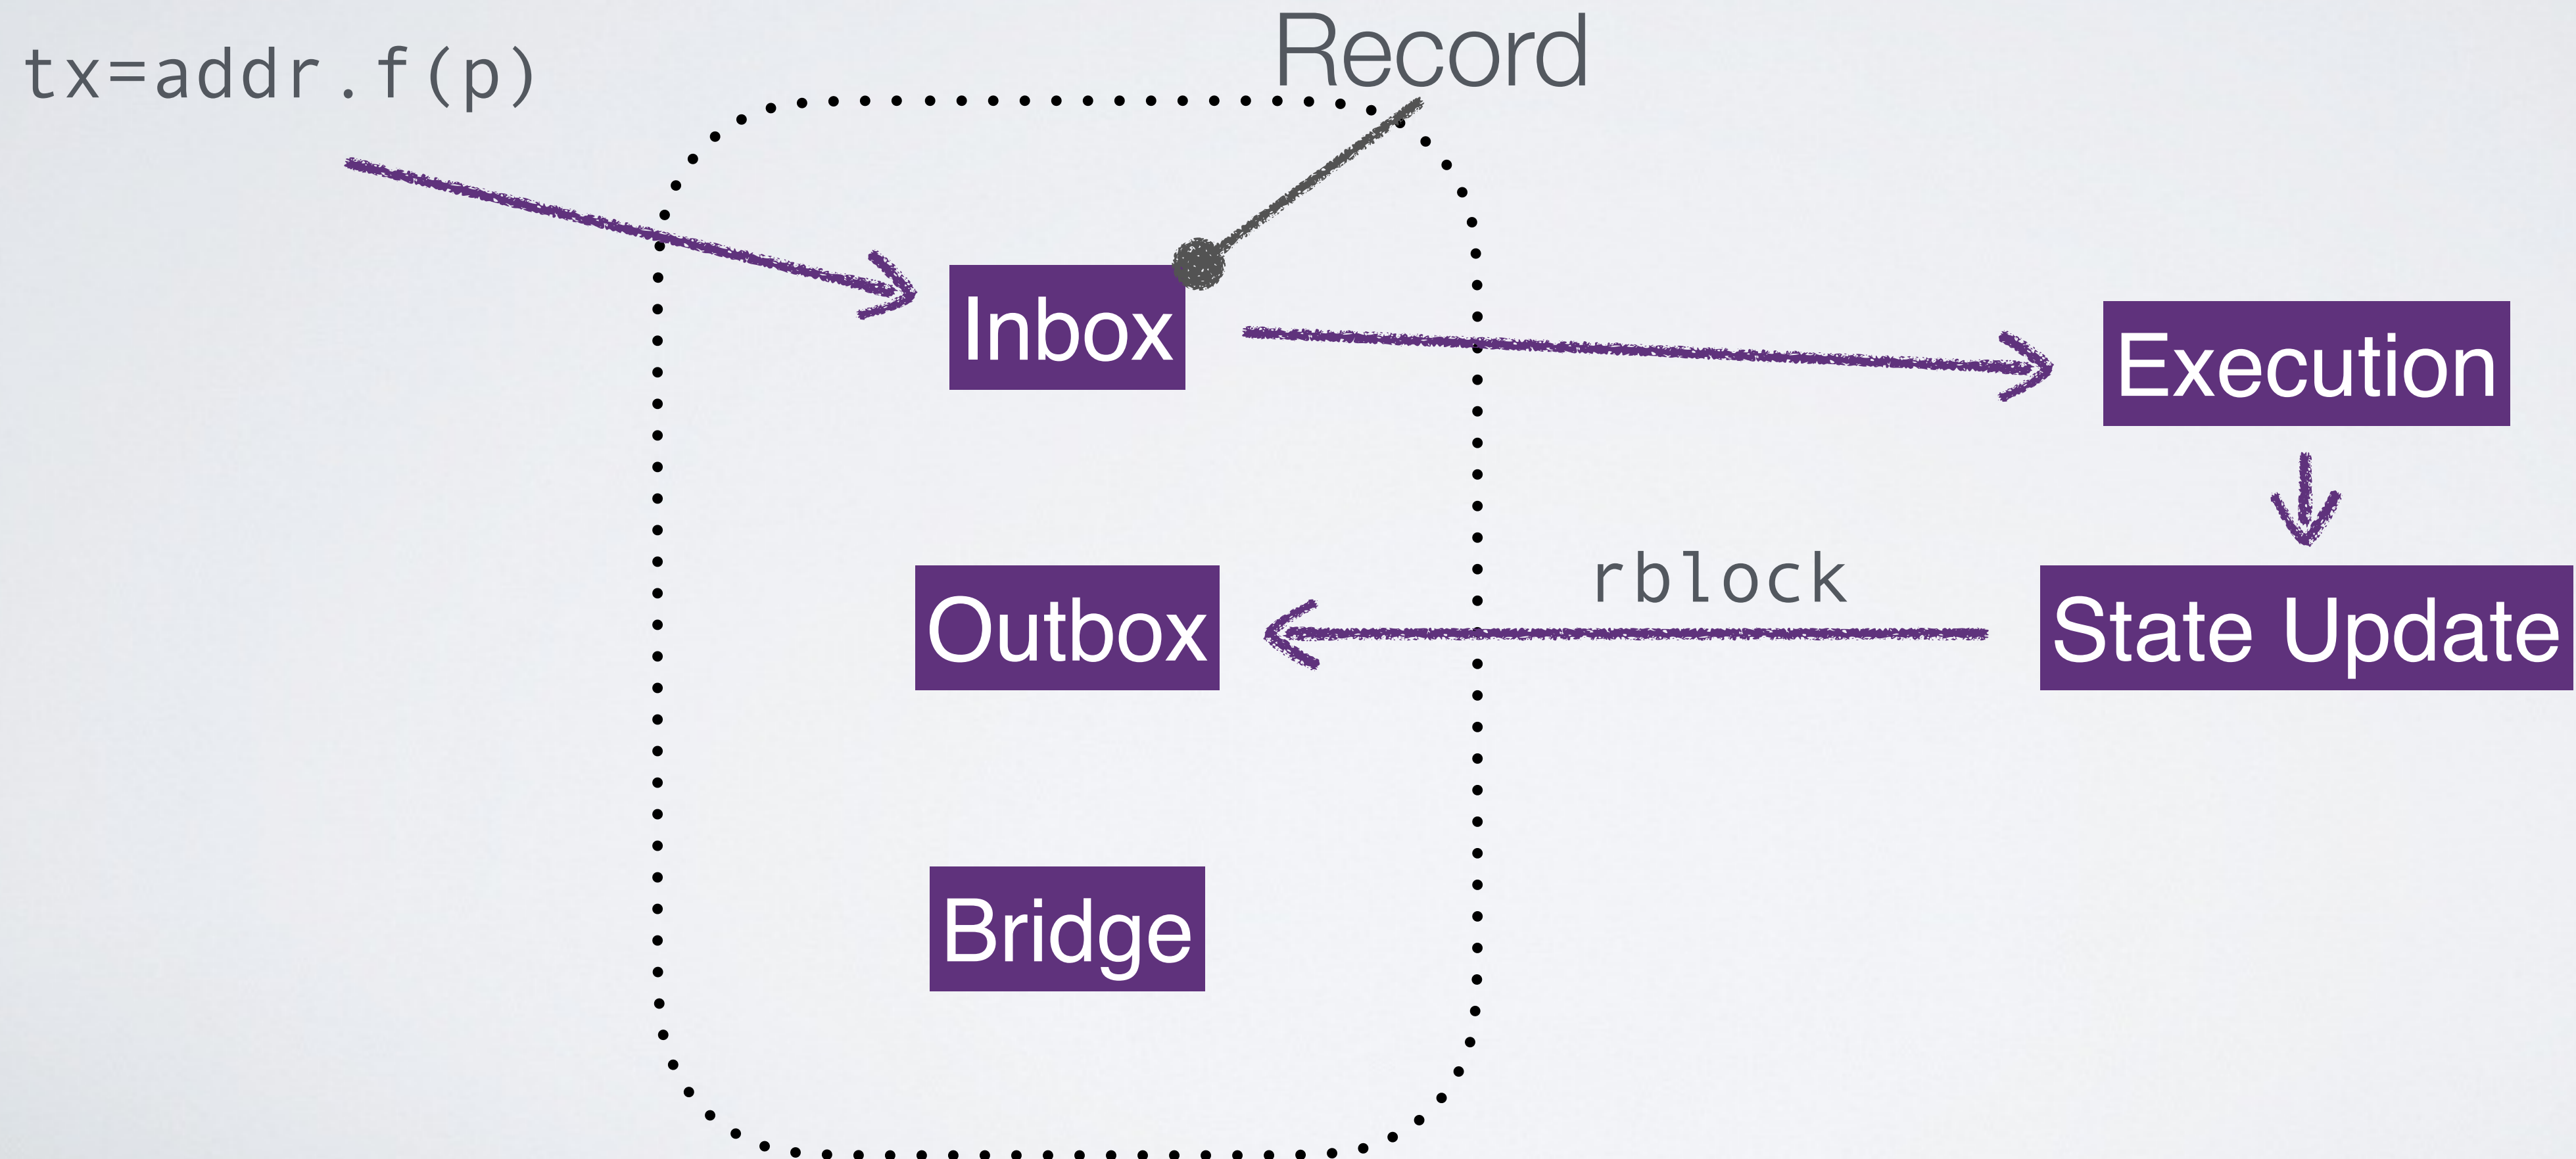 tx=addr.f(p)
Record
Inbox
Execution
Outbox
rblock
State Update
Bridge